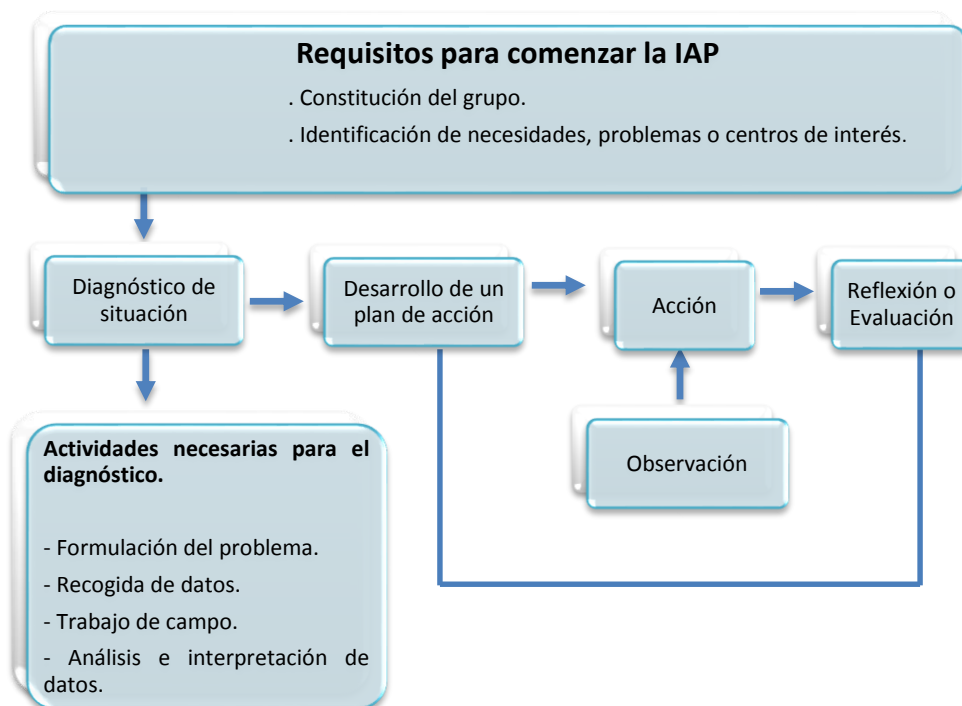 Requisitos para comenzar la IAP
. Constitución del grupo.
. Identificación de necesidades, problemas o centros de interés.
Diagnóstico de
situación
Desarrollo de un
plan de acción
Acción
Reflexión o
Evaluación
Observación
Actividades necesarias para el
diagnóstico.
- Formulación del problema.
- Recogida de datos.
- Trabajo de campo.
- Análisis e interpretación de
datos.